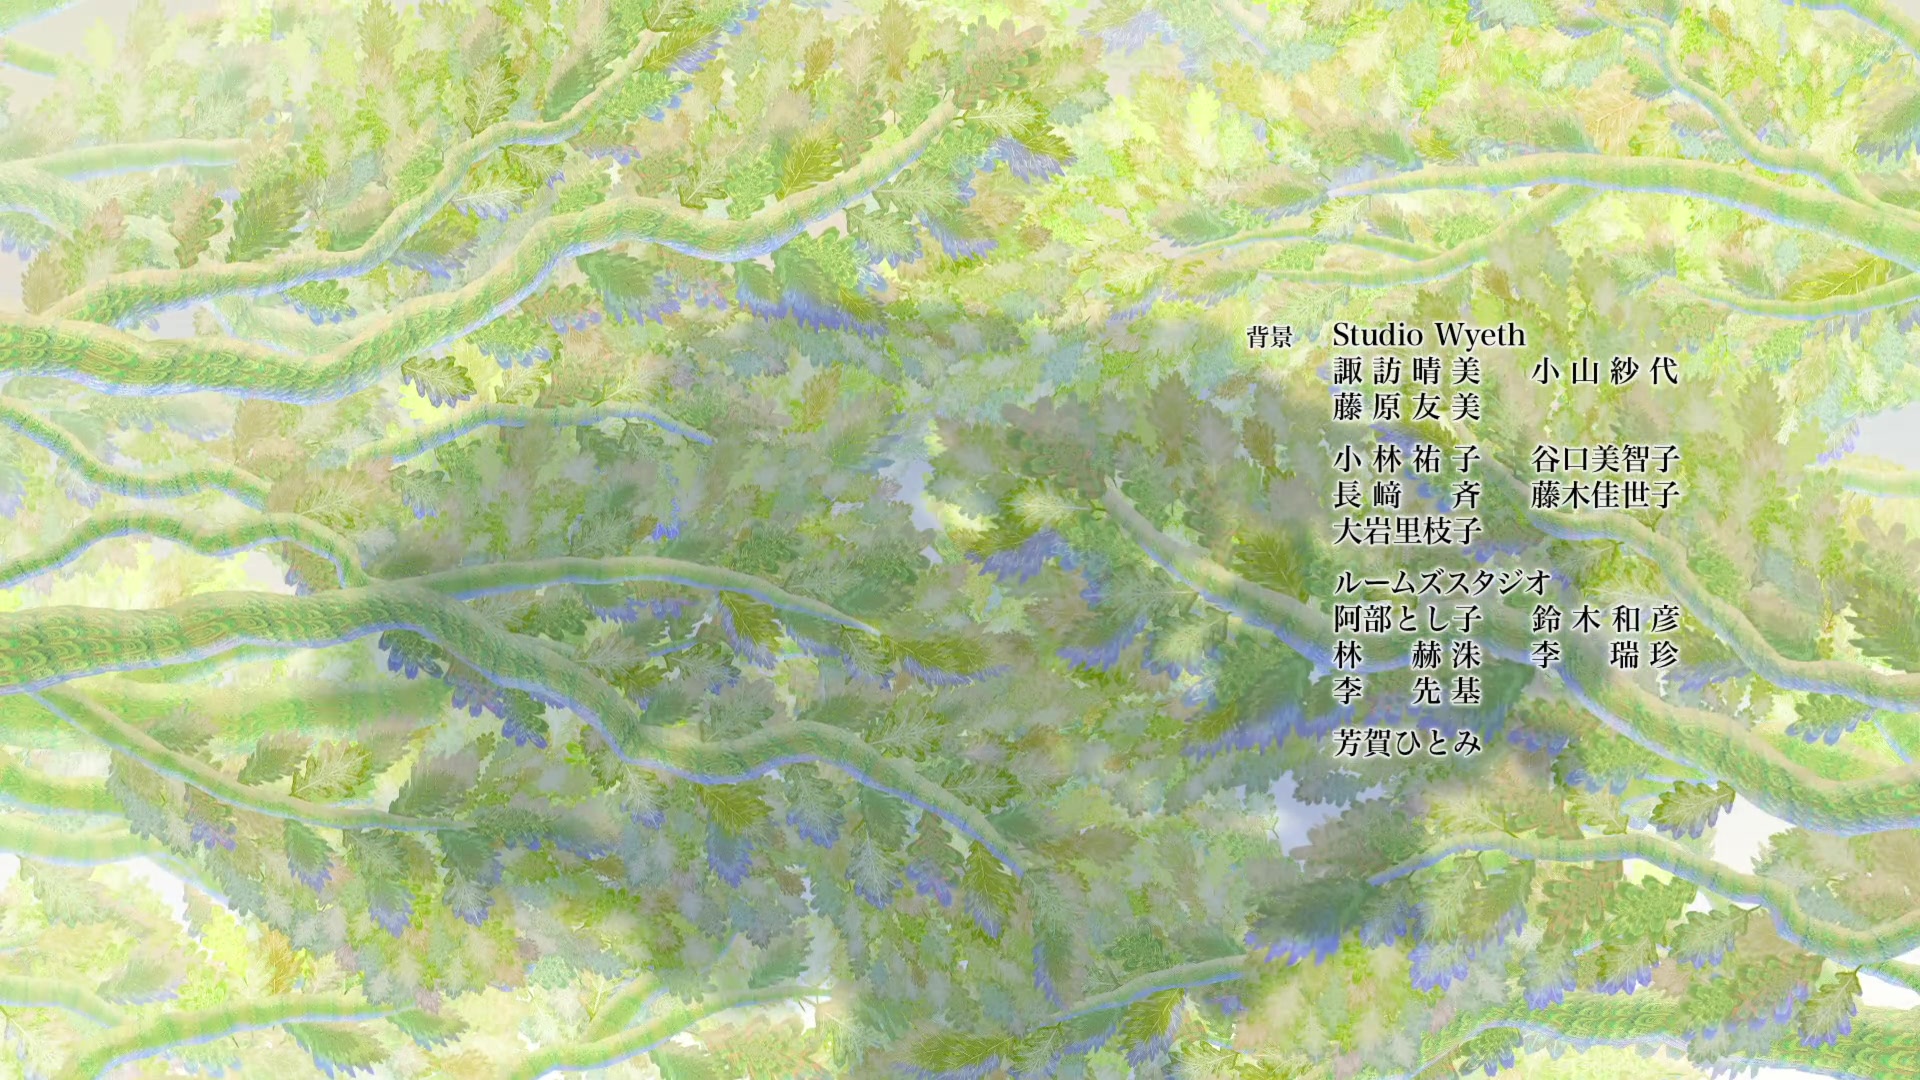 背景 Studio Wyeth
諏訪晴美 小山紗代
藤原友美
小林祐子 谷口美智子
長﨑斉 藤木佳世子
大岩里枝子
ルームズスタジオ
阿部とし子 鈴木和彦
林赫洙 李瑞珍
李先基
芳賀ひとみ